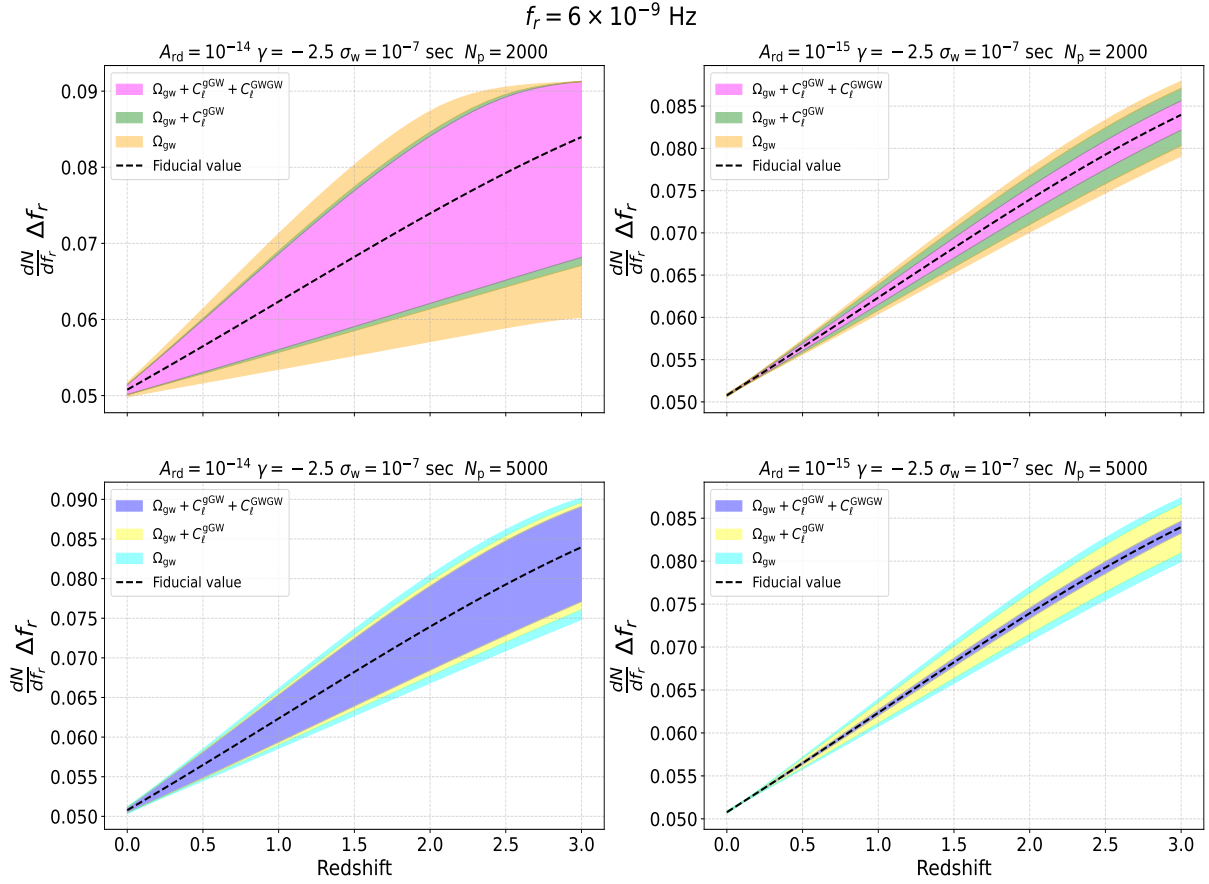 f_r = 6 × 10⁻⁹ Hz
A_rd = 10⁻¹⁴ γ = −2.5 σ_w = 10⁻⁷ sec N_p = 2000
Ω_gw + C_ℓ^gGW + C_ℓ^GWGW
Ω_gw + C_ℓ^gGW
Ω_gw
Fiducial value
dN/df_r Δf_r
0.09
0.08
0.07
0.06
0.05
A_rd = 10⁻¹⁵ γ = −2.5 σ_w = 10⁻⁷ sec N_p = 2000
Ω_gw + C_ℓ^gGW + C_ℓ^GWGW
Ω_gw + C_ℓ^gGW
Ω_gw
Fiducial value
dN/df_r Δf_r
0.085
0.080
0.075
0.070
0.065
0.060
0.055
0.050
A_rd = 10⁻¹⁴ γ = −2.5 σ_w = 10⁻⁷ sec N_p = 5000
Ω_gw + C_ℓ^gGW + C_ℓ^GWGW
Ω_gw + C_ℓ^gGW
Ω_gw
Fiducial value
dN/df_r Δf_r
0.090
0.085
0.080
0.075
0.070
0.065
0.060
0.055
0.050
0.0 0.5 1.0 1.5 2.0 2.5 3.0
Redshift
A_rd = 10⁻¹⁵ γ = −2.5 σ_w = 10⁻⁷ sec N_p = 5000
Ω_gw + C_ℓ^gGW + C_ℓ^GWGW
Ω_gw + C_ℓ^gGW
Ω_gw
Fiducial value
dN/df_r Δf_r
0.085
0.080
0.075
0.070
0.065
0.060
0.055
0.050
0.0 0.5 1.0 1.5 2.0 2.5 3.0
Redshift